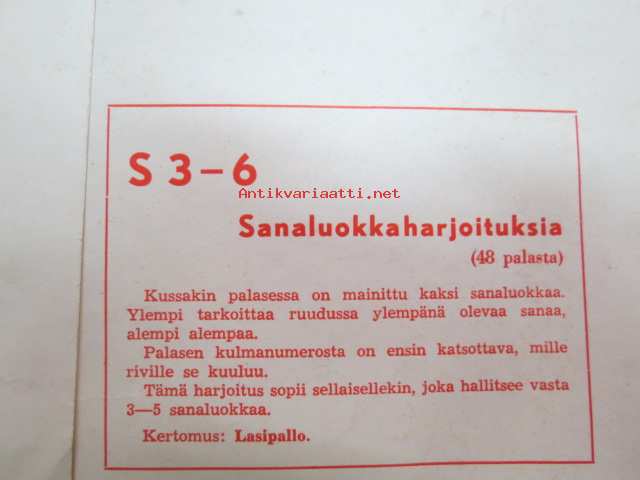 S 3-6
Antikvariaatti.net
Sanaluokkaharjoituksia
(48 palasta)
Kussakin palasessa on mainittu kaksi sanaluokkaa.
Ylempi tarkoittaa ruudussa ylempänä olevaa sanaa,
alempi alempaa.
Palasen kulmanumerosta on ensin katsottava, mille
riville se kuuluu.
Tämä harjoitus sopii sellaisellekin, joka hallitsee vasta
3—5 sanaluokkaa.
Kertomus: Lasipallo.